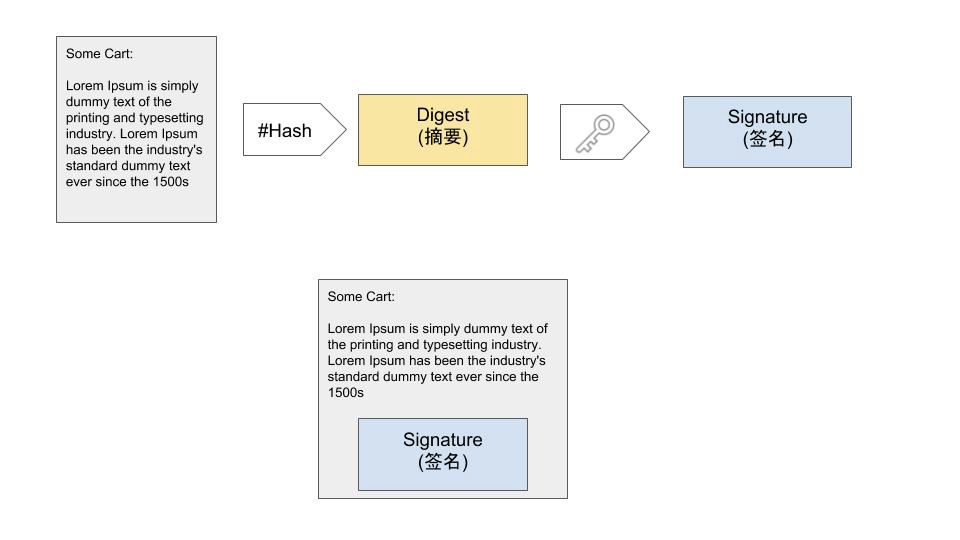 Some Cart:
Lorem Ipsum is simply
dummy text of the
printing and typesetting
industry. Lorem Ipsum
has been the industry's
standard dummy text
ever since the 1500s
#Hash
Digest
(摘要)
Signature
(签名)
Some Cart:
Lorem Ipsum is simply dummy text of
the printing and typesetting industry.
Lorem Ipsum has been the industry's
standard dummy text ever since the
1500s
Signature
(签名)